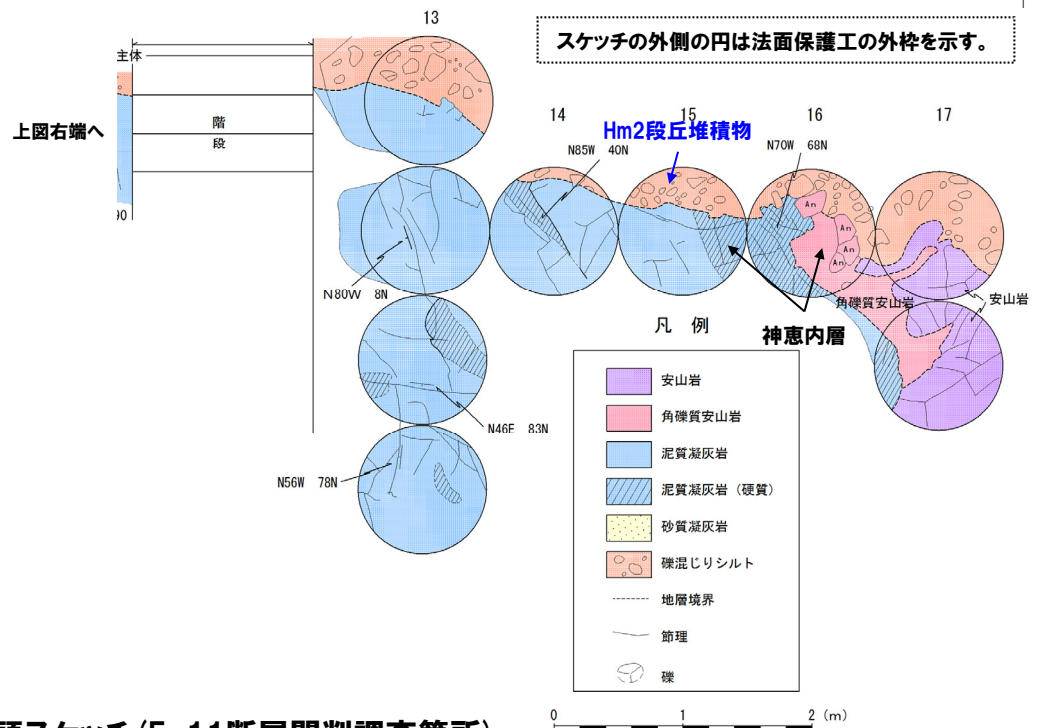 13
スケッチの外側の円は法面保護工の外枠を示す。
主体
上図右端へ
階
段
14
15
16
17
Hm2段丘堆積物
N85W 40N
N70W 68N
An
An
An
An
N80W 8N
角礫質安山岩
安山岩
神恵内層
N46E 83N
N56W 78N
凡 例
安山岩
角礫質安山岩
泥質凝灰岩
泥質凝灰岩（硬質）
砂質凝灰岩
礫混じりシルト
地層境界
節理
礫
0 1 2 (m)